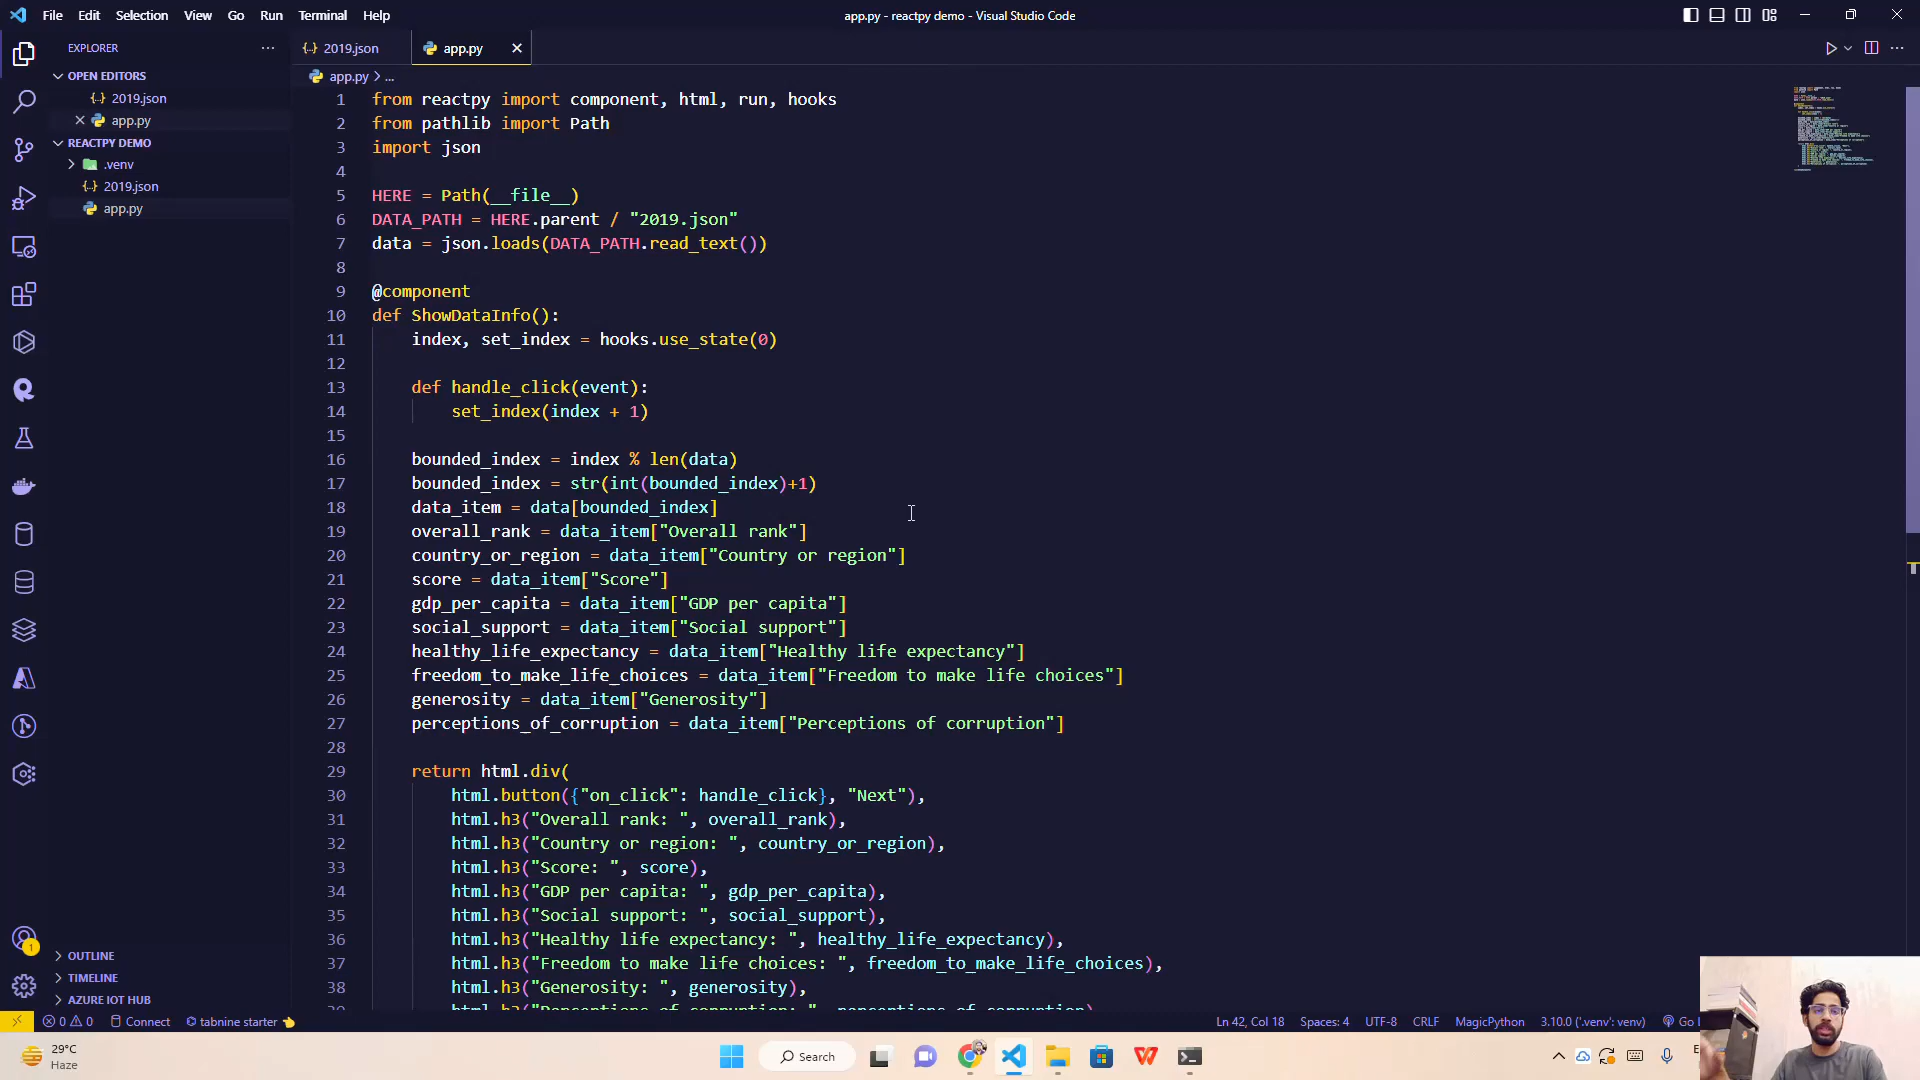 File Edit Selection View Go Run Terminal Help
app.py - reactpy demo - Visual Studio Code
EXPLORER
OPEN EDITORS
2019.json
app.py
REACTPY DEMO
.venv
2019.json
app.py
OUTLINE
TIMELINE
AZURE IOT HUB
2019.json app.py
app.py > ...
1 from reactpy import component, html, run, hooks
2 from pathlib import Path
3 import json
4
5 HERE = Path(__file__)
6 DATA_PATH = HERE.parent / "2019.json"
7 data = json.loads(DATA_PATH.read_text())
8
9 @component
10 def ShowDataInfo():
11 index, set_index = hooks.use_state(0)
12
13 def handle_click(event):
14 set_index(index + 1)
15
16 bounded_index = index % len(data)
17 bounded_index = str(int(bounded_index)+1)
18 data_item = data[bounded_index]
19 overall_rank = data_item["Overall rank"]
20 country_or_region = data_item["Country or region"]
21 score = data_item["Score"]
22 gdp_per_capita = data_item["GDP per capita"]
23 social_support = data_item["Social support"]
24 healthy_life_expectancy = data_item["Healthy life expectancy"]
25 freedom_to_make_life_choices = data_item["Freedom to make life choices"]
26 generosity = data_item["Generosity"]
27 perceptions_of_corruption = data_item["Perceptions of corruption"]
28
29 return html.div(
30 html.button({"on_click": handle_click}, "Next"),
31 html.h3("Overall rank: ", overall_rank),
32 html.h3("Country or region: ", country_or_region),
33 html.h3("Score: ", score),
34 html.h3("GDP per capita: ", gdp_per_capita),
35 html.h3("Social support: ", social_support),
36 html.h3("Healthy life expectancy: ", healthy_life_expectancy),
37 html.h3("Freedom to make life choices: ", freedom_to_make_life_choices),
38 html.h3("Generosity: ", generosity),
39 html.h3("Perceptions of corruption: ", perceptions_of_corruption)
1
0 0 Connect tabnine starter Ln 42, Col 18 Spaces: 4 UTF-8 CRLF MagicPython 3.10.0 ('.venv': venv) Go
29°C
Haze
Search